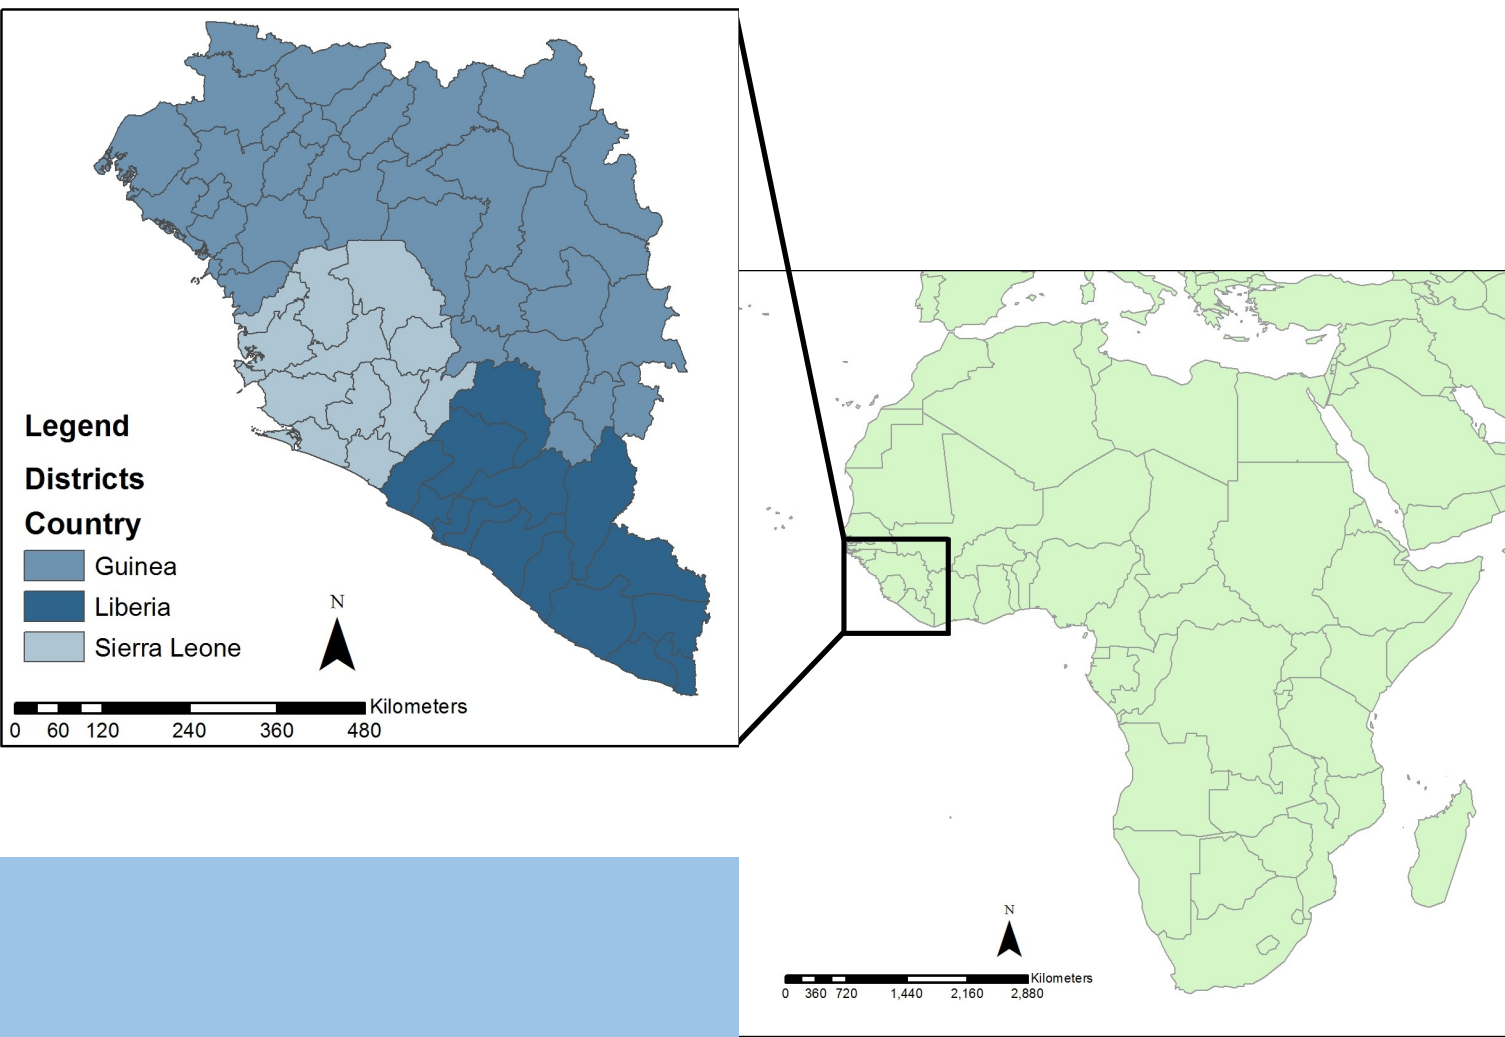 Legend
Districts
Country
Guinea
Liberia
Sierra Leone
N
Kilometers
0 60 120 240 360 480
N
Kilometers
0 360 720 1,440 2,160 2,880